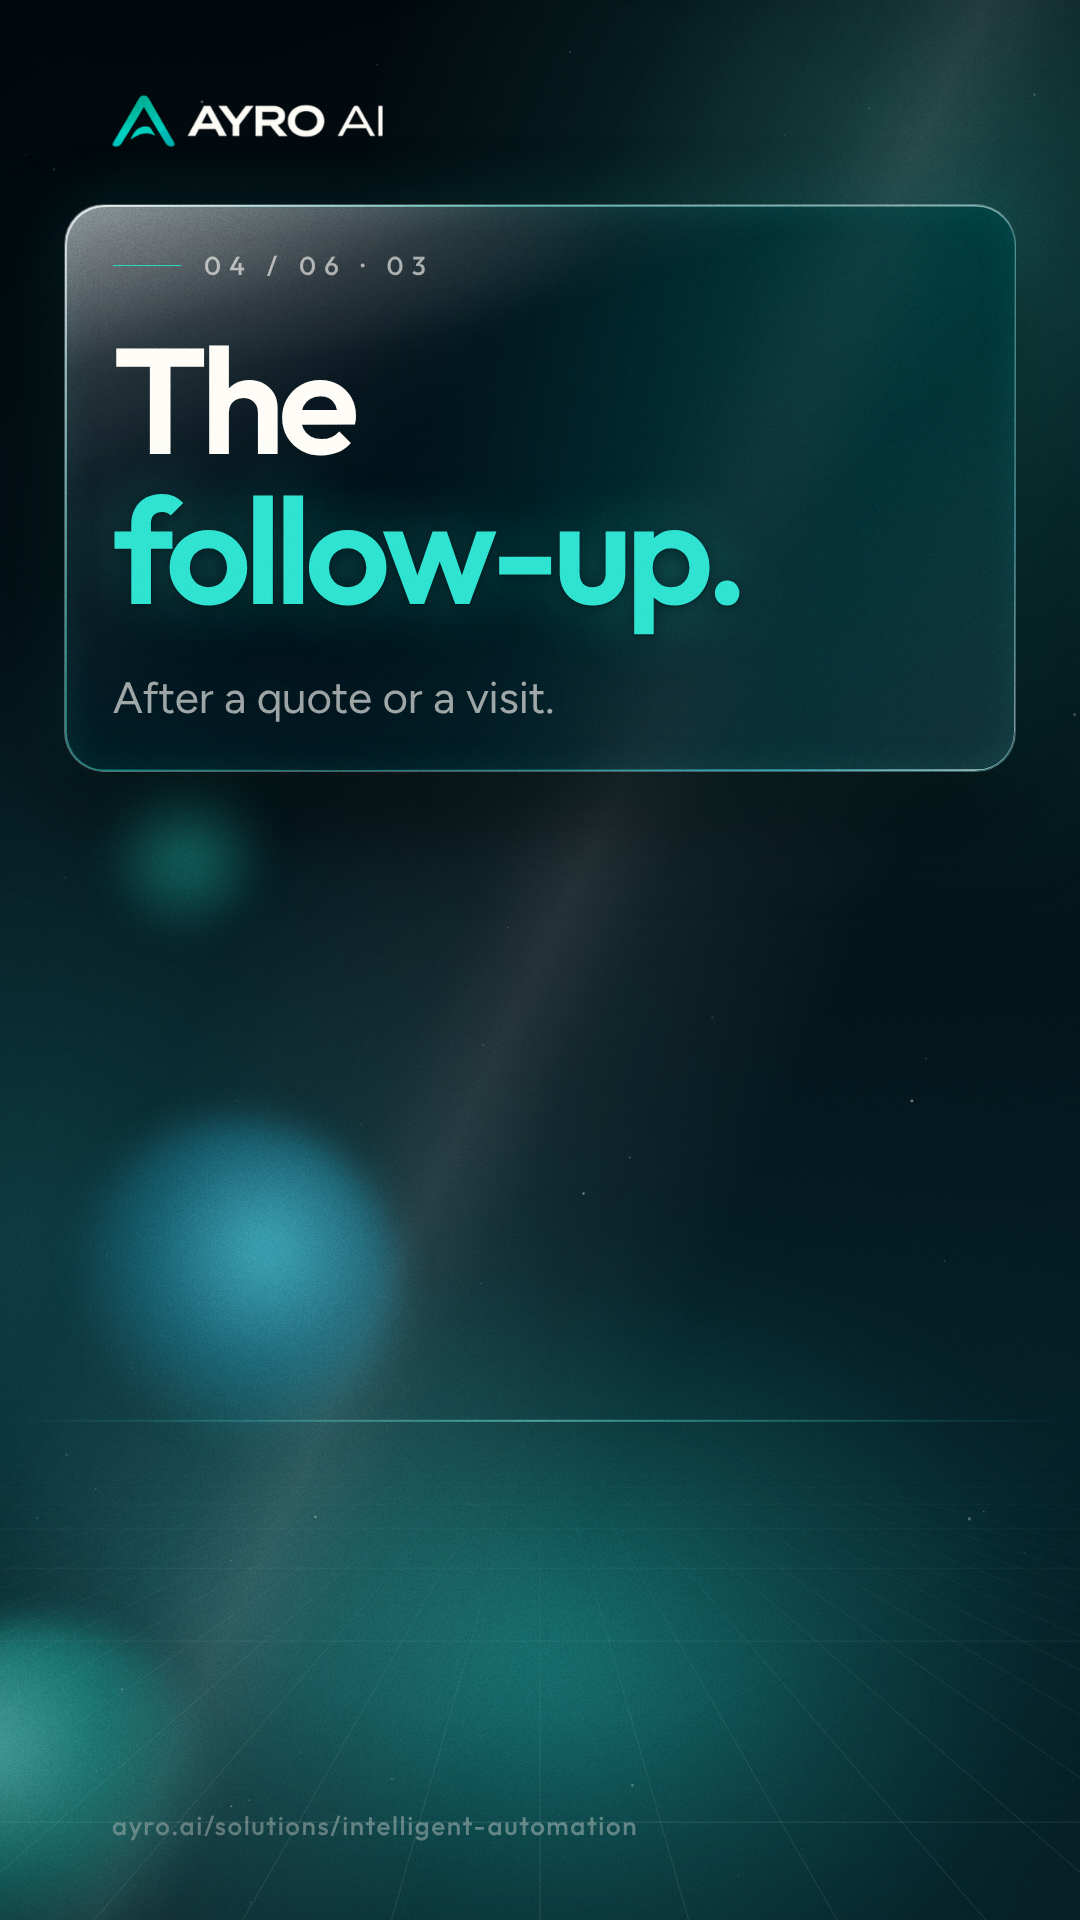 AYRO AI
04 / 06 · 03
The
follow-up.
After a quote or a visit.
ayro.ai/solutions/intelligent-automation